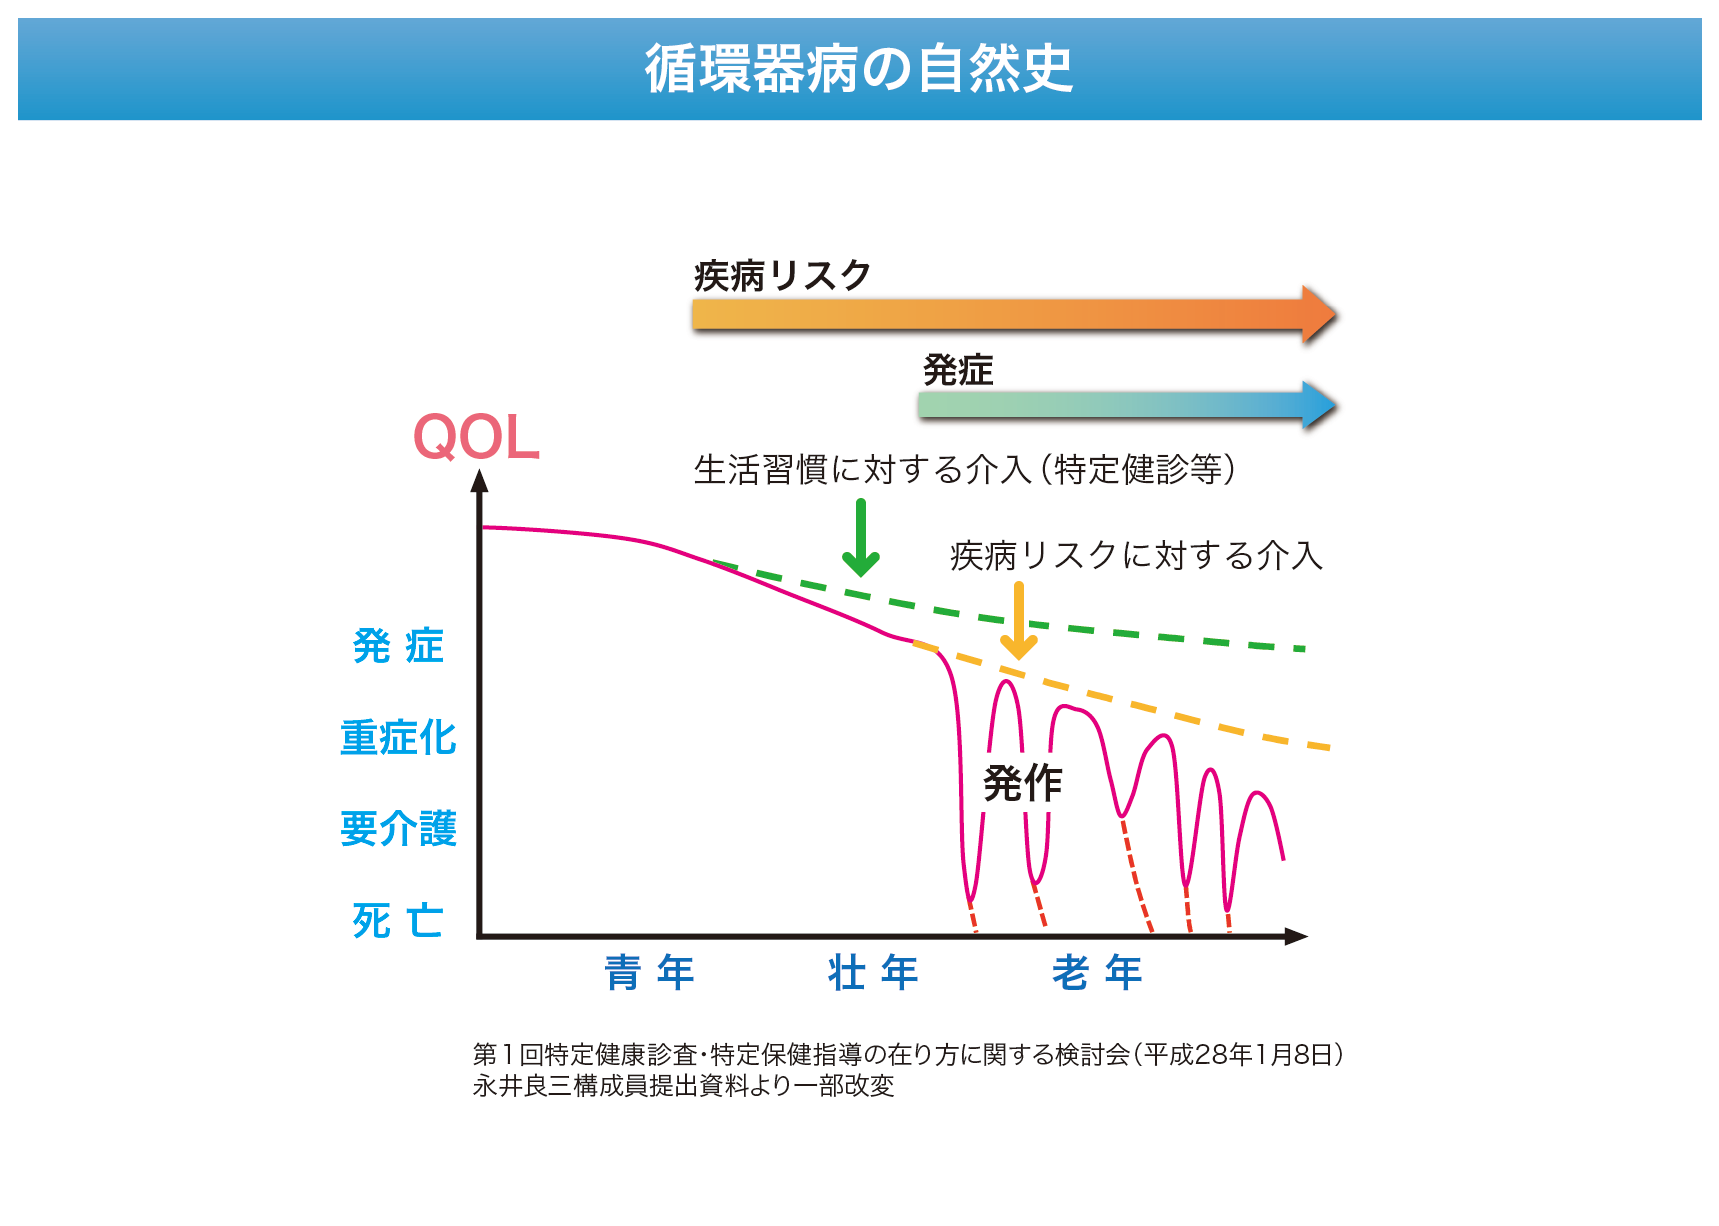 循環器病の自然史
疾病リスク
発症
QOL
生活習慣に対する介入（特定健診等）
疾病リスクに対する介入
発 症
重症化
発作
要介護
死 亡
青 年
壮 年
老 年
第1回特定健康診査・特定保健指導の在り方に関する検討会（平成28年1月8日）
永井良三構成員提出資料より一部改変